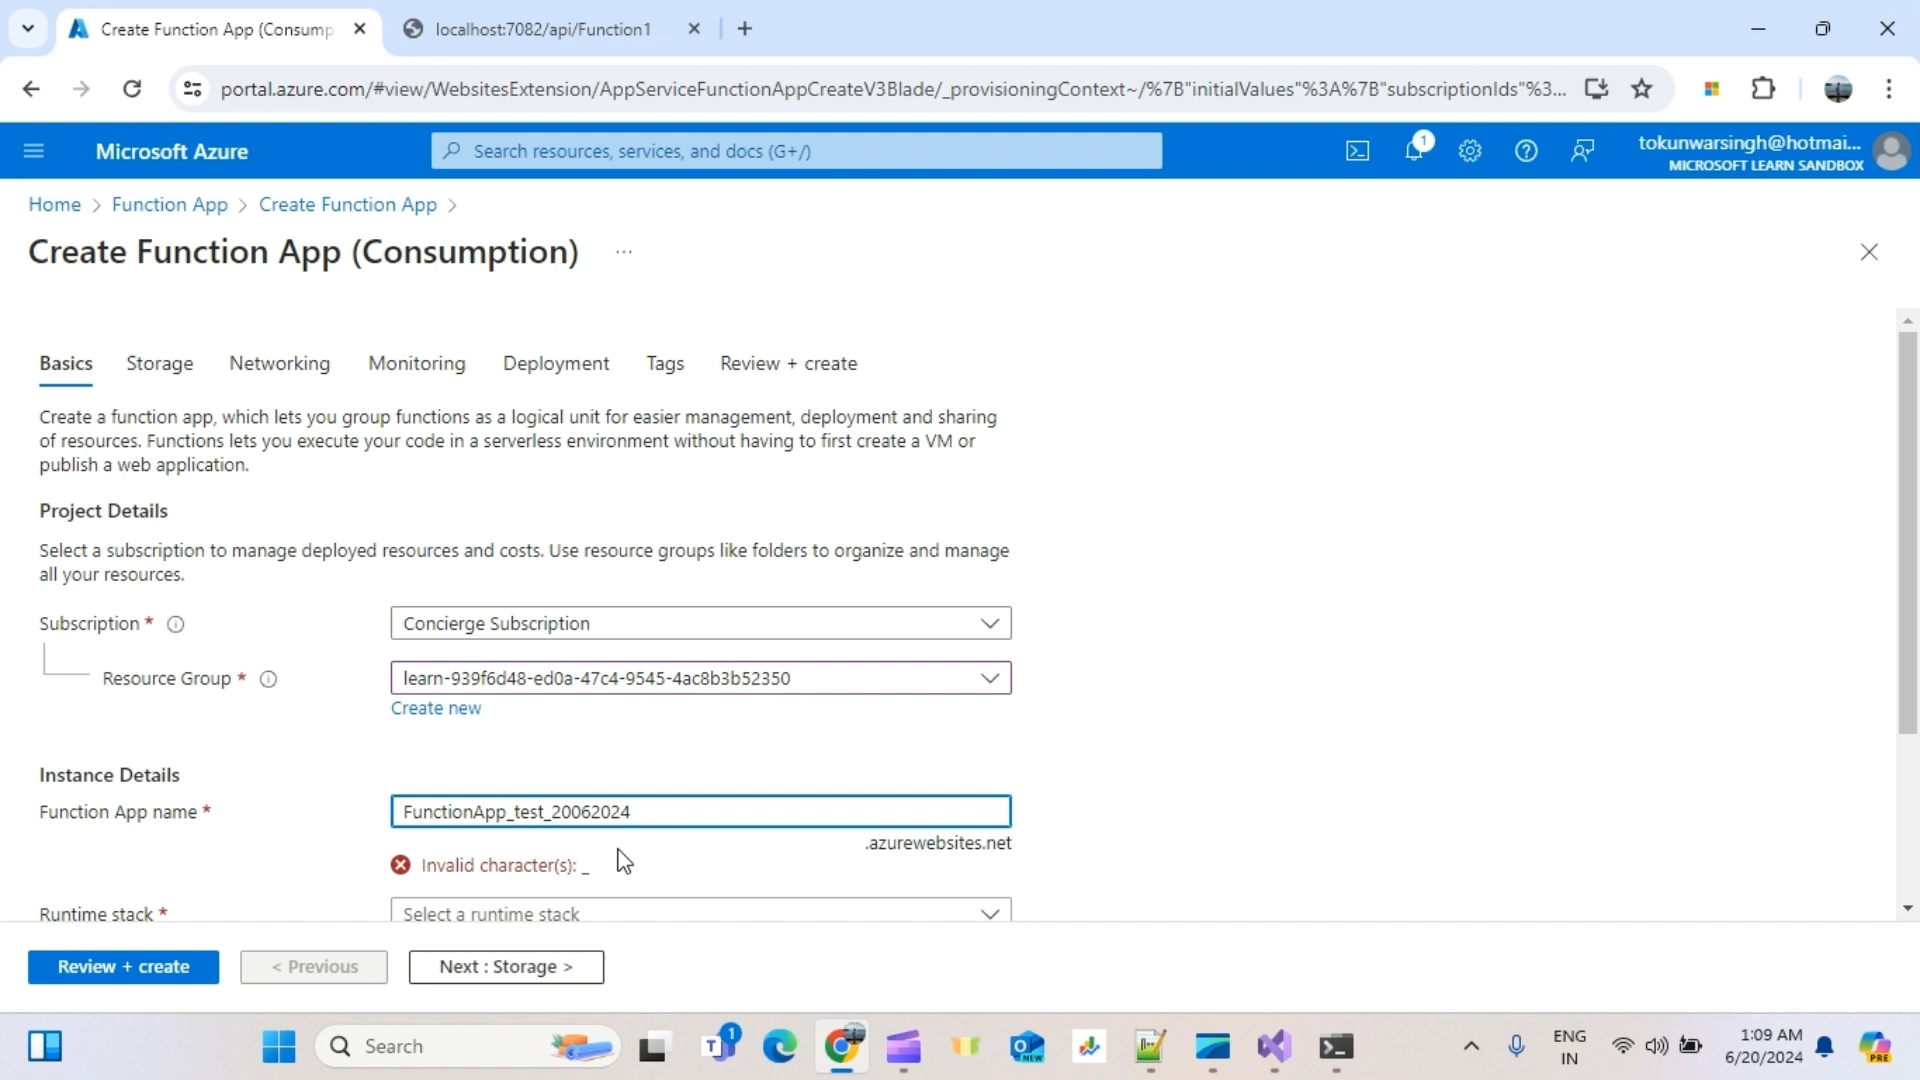 Create Function App (Consump
localhost:7082/api/Function1
portal.azure.com/#view/WebsitesExtension/AppServiceFunctionAppCreateV3Blade/_provisioningContext~/%7B"initialValues"%3A%7B"subscriptionIds"%3...
Microsoft Azure
Search resources, services, and docs (G+/)
1
tokunwarsingh@hotmai...
MICROSOFT LEARN SANDBOX
Home > Function App > Create Function App >
Create Function App (Consumption) ...
Basics Storage Networking Monitoring Deployment Tags Review + create
Create a function app, which lets you group functions as a logical unit for easier management, deployment and sharing
of resources. Functions lets you execute your code in a serverless environment without having to first create a VM or
publish a web application.
Project Details
Select a subscription to manage deployed resources and costs. Use resource groups like folders to organize and manage
all your resources.
Subscription * Concierge Subscription
Resource Group * learn-939f6d48-ed0a-47c4-9545-4ac8b3b52350
Create new
Instance Details
Function App name * FunctionApp_test_20062024
.azurewebsites.net
Invalid character(s): _
Runtime stack * Select a runtime stack
Review + create < Previous Next : Storage >
Search
1
NEW
ENG
IN
1:09 AM
6/20/2024
PRE